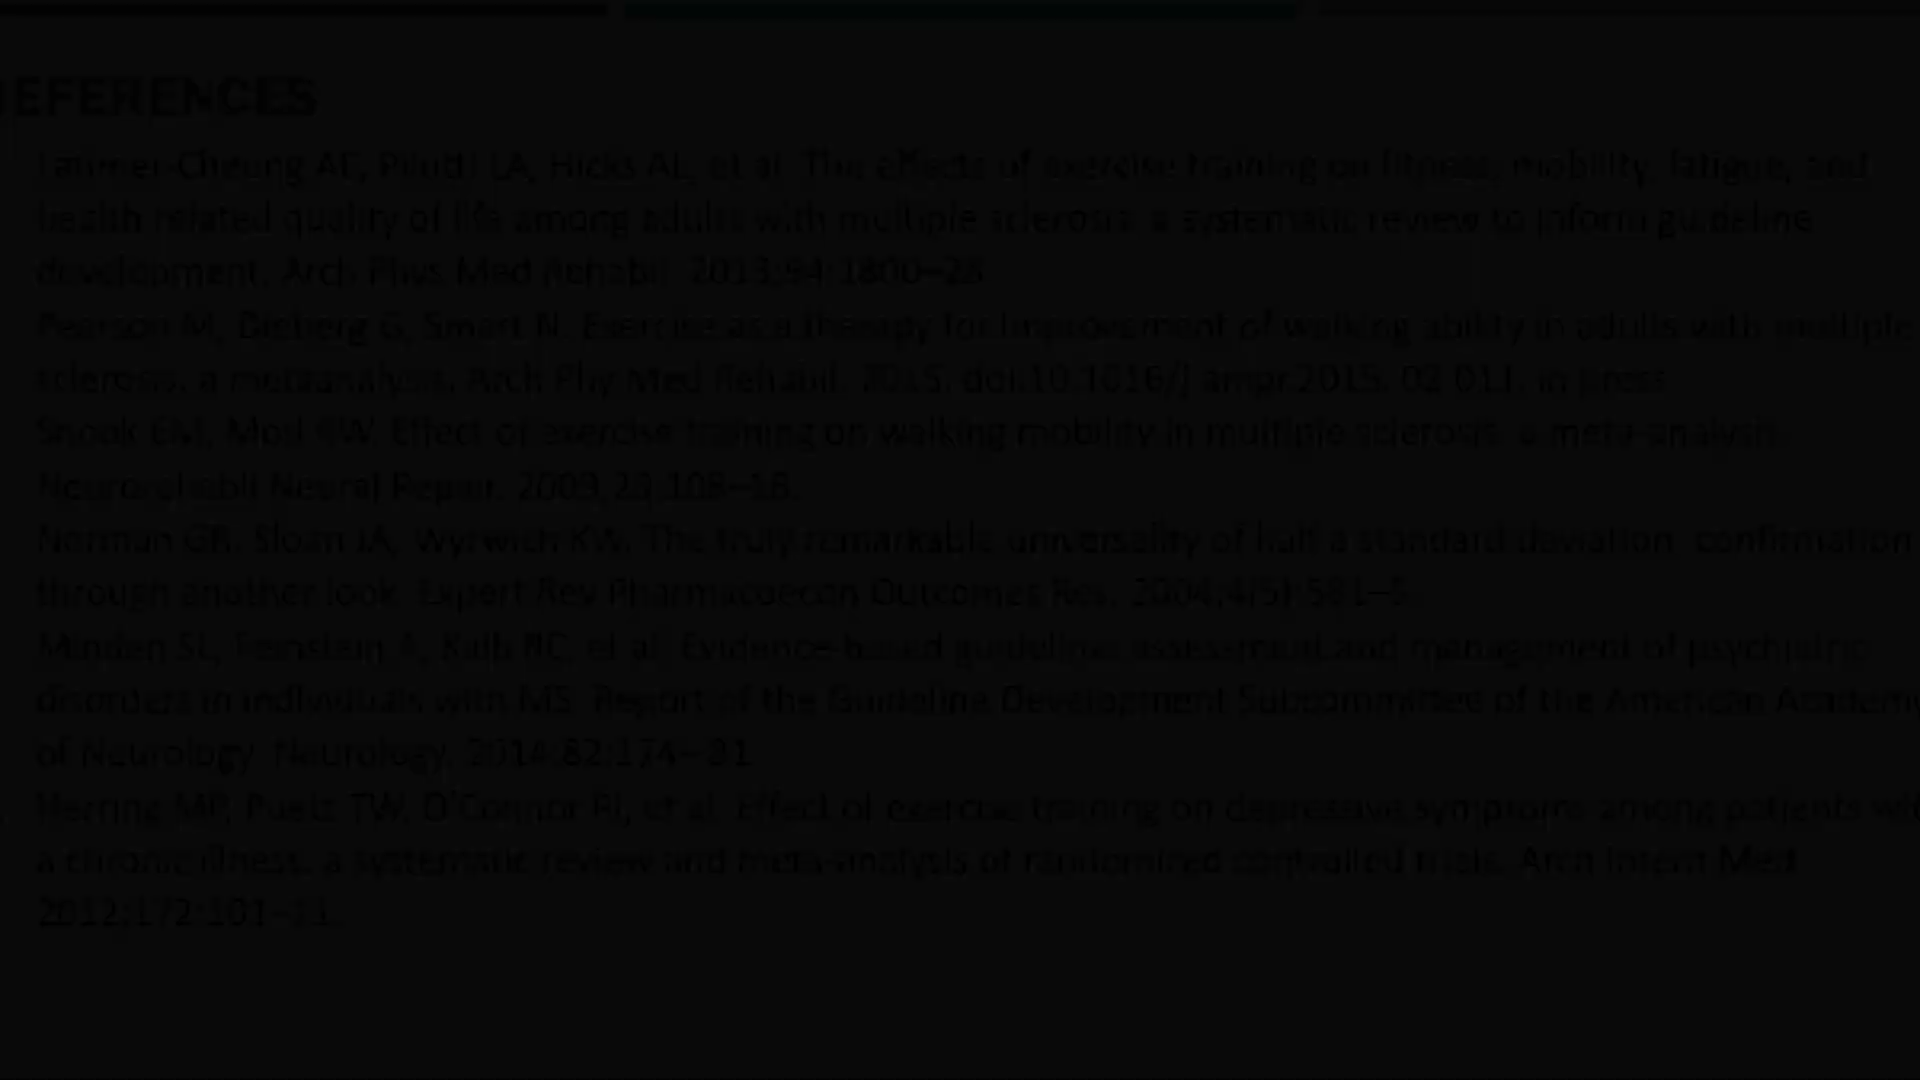 EFERENCES
Latimer-Cheung AE, Pilutti LA, Hicks AL, et al. The effects of exercise training on fitness, mobility, fatigue, and
health related quality of life among adults with multiple sclerosis: a systematic review to inform guideline
development. Arch Phys Med Rehabil. 2013;94:1800–28
Pearson M, Dieberg G, Smart N. Exercise as a therapy for improvement of walking ability in adults with multiple
sclerosis: a metaanalysis. Arch Phy Med Rehabil. 2015. doi:10.1016/j.ampr.2015. 02.011. in press
Snook EM, Motl RW. Effect of exercise training on walking mobility in multiple sclerosis: a meta-analysis.
Neurorehabil Neural Repair. 2009;23:108–16.
Norman GR, Sloan JA, Wyrwich KW. The truly remarkable universality of half a standard deviation: confirmation
through another look. Expert Rev Pharmacoecon Outcomes Res. 2004;4(5):581–5.
Minden SL, Feinstein A, Kalb RC, et al. Evidence-based guideline: assessment and management of psychiatric
disorders in individuals with MS: Report of the Guideline Development Subcommittee of the American Academy
of Neurology. Neurology. 2014;82:174–81
Herring MP, Puetz TW, O'Connor PJ, et al. Effect of exercise training on depressive symptoms among patients
a chronic illness: a systematic review and meta-analysis of randomized controlled trials. Arch Intern Med
2012;172:101–11.